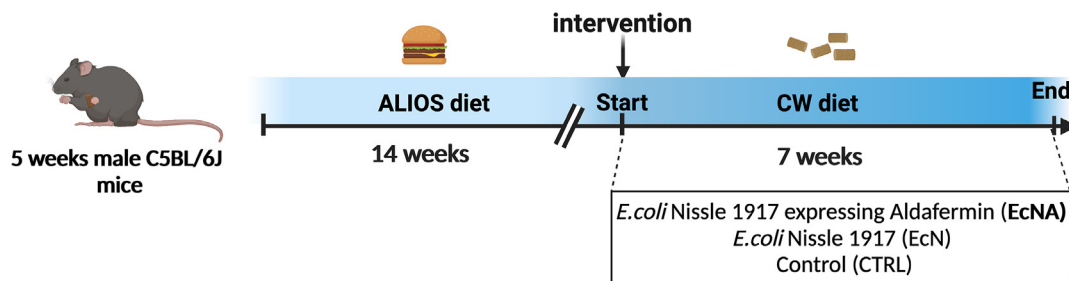 intervention
ALIOS diet
Start
CW diet
End
14 weeks
7 weeks
5 weeks male C5BL/6J
mice
E.coli Nissle 1917 expressing Aldafermin (EcNA)
E.coli Nissle 1917 (EcN)
Control (CTRL)